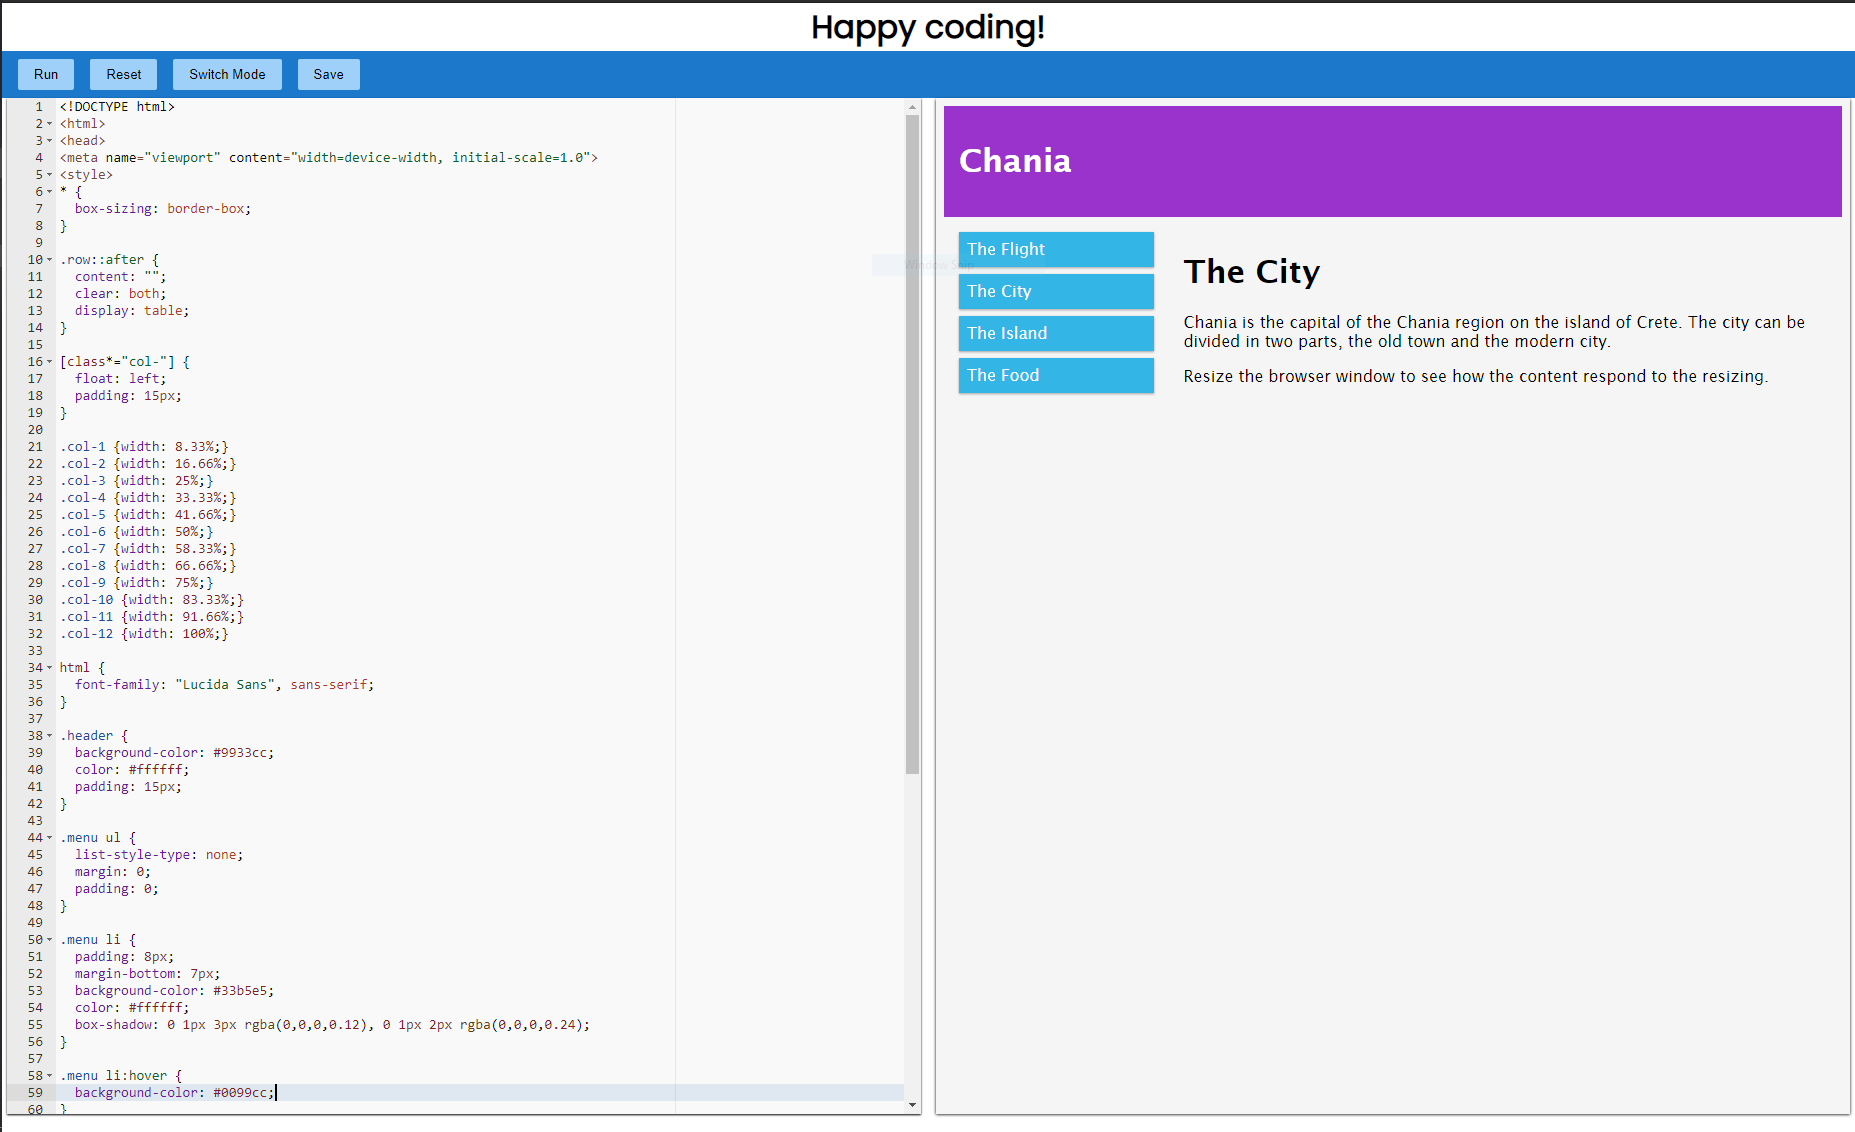 Happy coding!
Run Reset Switch Mode Save
1 <!DOCTYPE html>
2 <html>
3 <head>
4 <meta name="viewport" content="width=device-width, initial-scale=1.0">
5 <style>
6 * {
7 box-sizing: border-box;
8 }
9
10 .row::after {
11 content: "";
12 clear: both;
13 display: table;
14 }
15
16 [class*="col-"] {
17 float: left;
18 padding: 15px;
19 }
20
21 .col-1 {width: 8.33%;}
22 .col-2 {width: 16.66%;}
23 .col-3 {width: 25%;}
24 .col-4 {width: 33.33%;}
25 .col-5 {width: 41.66%;}
26 .col-6 {width: 50%;}
27 .col-7 {width: 58.33%;}
28 .col-8 {width: 66.66%;}
29 .col-9 {width: 75%;}
30 .col-10 {width: 83.33%;}
31 .col-11 {width: 91.66%;}
32 .col-12 {width: 100%;}
33
34 html {
35 font-family: "Lucida Sans", sans-serif;
36 }
37
38 .header {
39 background-color: #9933cc;
40 color: #ffffff;
41 padding: 15px;
42 }
43
44 .menu ul {
45 list-style-type: none;
46 margin: 0;
47 padding: 0;
48 }
49
50 .menu li {
51 padding: 8px;
52 margin-bottom: 7px;
53 background-color: #33b5e5;
54 color: #ffffff;
55 box-shadow: 0 1px 3px rgba(0,0,0,0.12), 0 1px 2px rgba(0,0,0,0.24);
56 }
57
58 .menu li:hover {
59 background-color: #0099cc;
60 }
Window Snip
Chania
The Flight
The City
The Island
The Food
The City
Chania is the capital of the Chania region on the island of Crete. The city can be
divided in two parts, the old town and the modern city.
Resize the browser window to see how the content respond to the resizing.